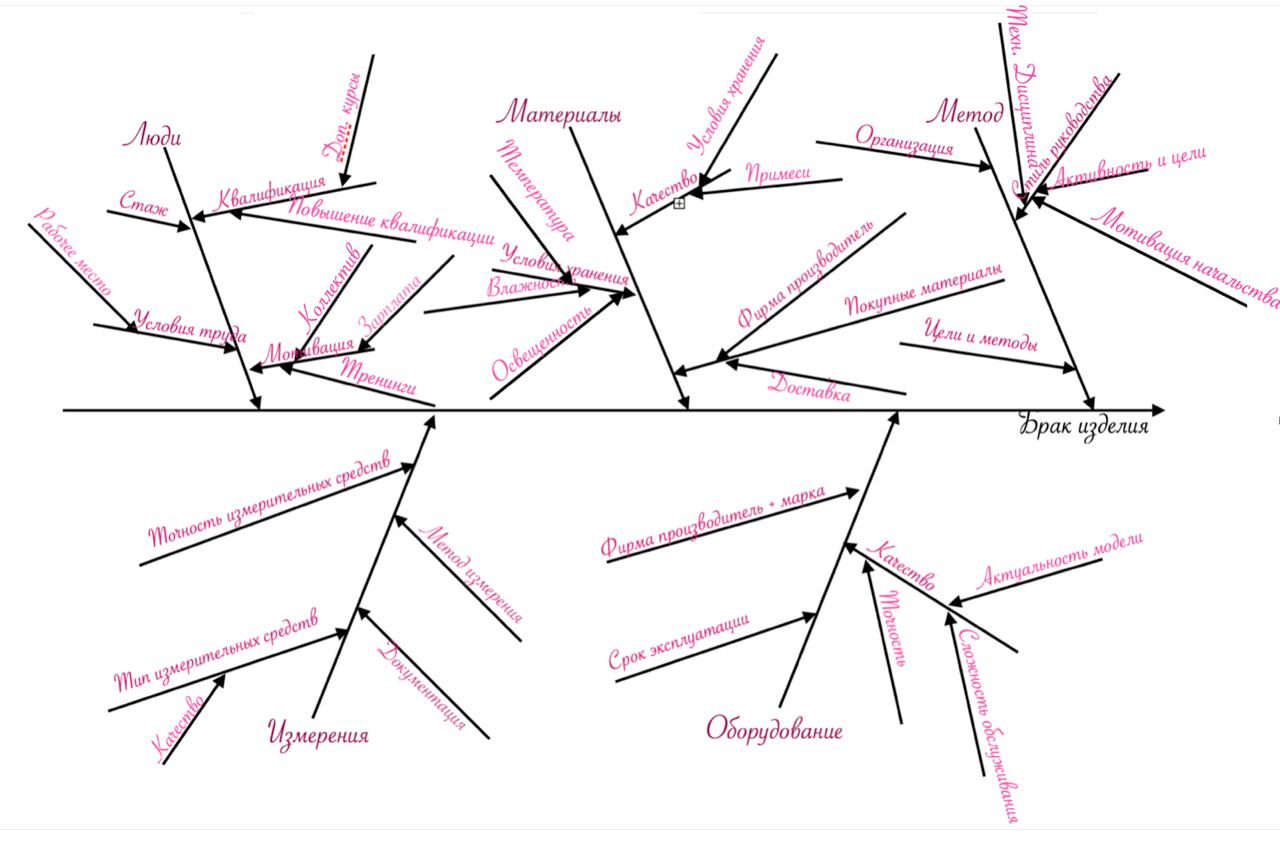 Люди
Доп. курсы
Стаж
Квалификация
Повышение квалификации
Рабочее место
Условия труда
Коллектив
Зарплата
Мотивация
Тренинги
Материалы
Температура
Условия хранения
Качество
Примеси
Условия хранения
Влажность
Освещенность
Фирма производитель
Покупные материалы
Доставка
Метод
Организация
Техн. Дисциплина
Стиль руководства
Активность и цели
Мотивация начальства
Цели и методы
Брак изделия
Точность измерительных средств
Метод измерения
Тип измерительных средств
Качество
Документация
Измерения
Фирма производитель + марка
Качество
Актуальность модели
Срок эксплуатации
Точность
Сложность обслуживания
Оборудование